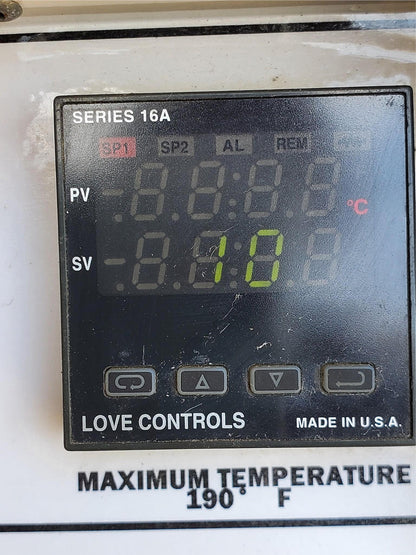 SERIES 16A
SP1 SP2 AL REM
PV °C
SV 10
LOVE CONTROLS MADE IN U.S.A.
MAXIMUM TEMPERATURE
190° F